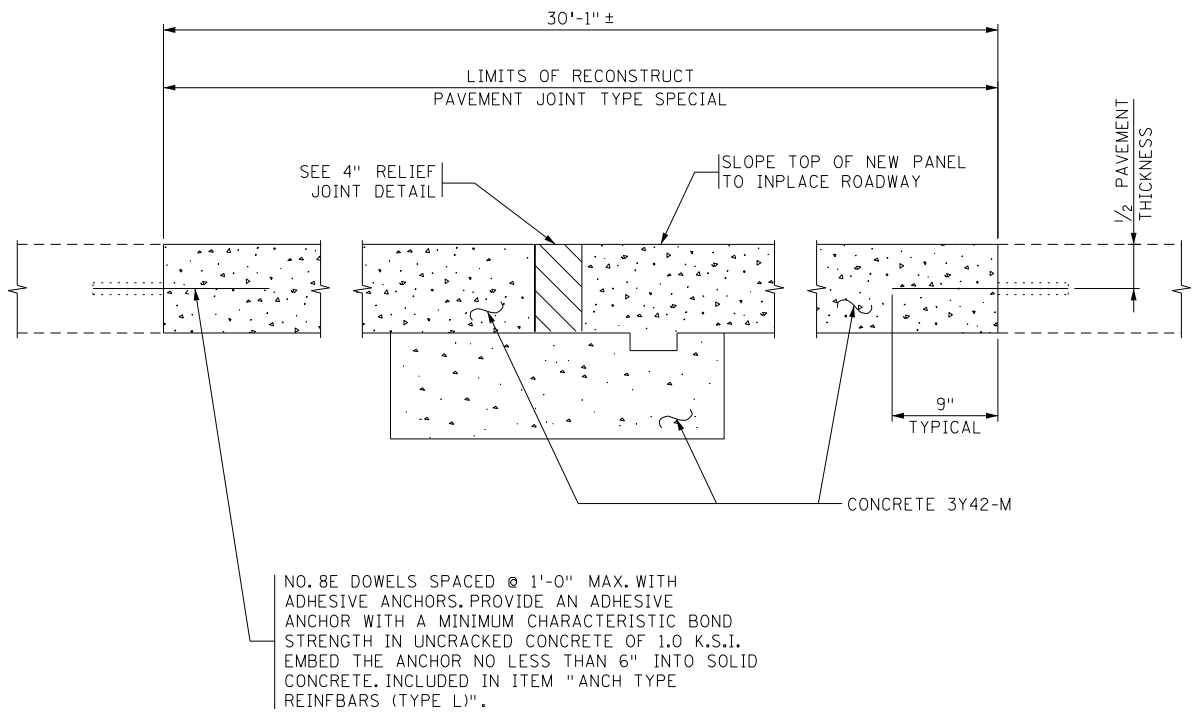 30'-1" ±
LIMITS OF RECONSTRUCT
PAVEMENT JOINT TYPE SPECIAL
1/2 PAVEMENT
THICKNESS
SEE 4" RELIEF
JOINT DETAIL
SLOPE TOP OF NEW PANEL
TO INPLACE ROADWAY
9"
TYPICAL
CONCRETE 3Y42-M
NO. 8E DOWELS SPACED @ 1'-0" MAX. WITH
ADHESIVE ANCHORS. PROVIDE AN ADHESIVE
ANCHOR WITH A MINIMUM CHARACTERISTIC BOND
STRENGTH IN UNCRACKED CONCRETE OF 1.0 K.S.I.
EMBED THE ANCHOR NO LESS THAN 6" INTO SOLID
CONCRETE. INCLUDED IN ITEM "ANCH TYPE
REINFBARS (TYPE L)".